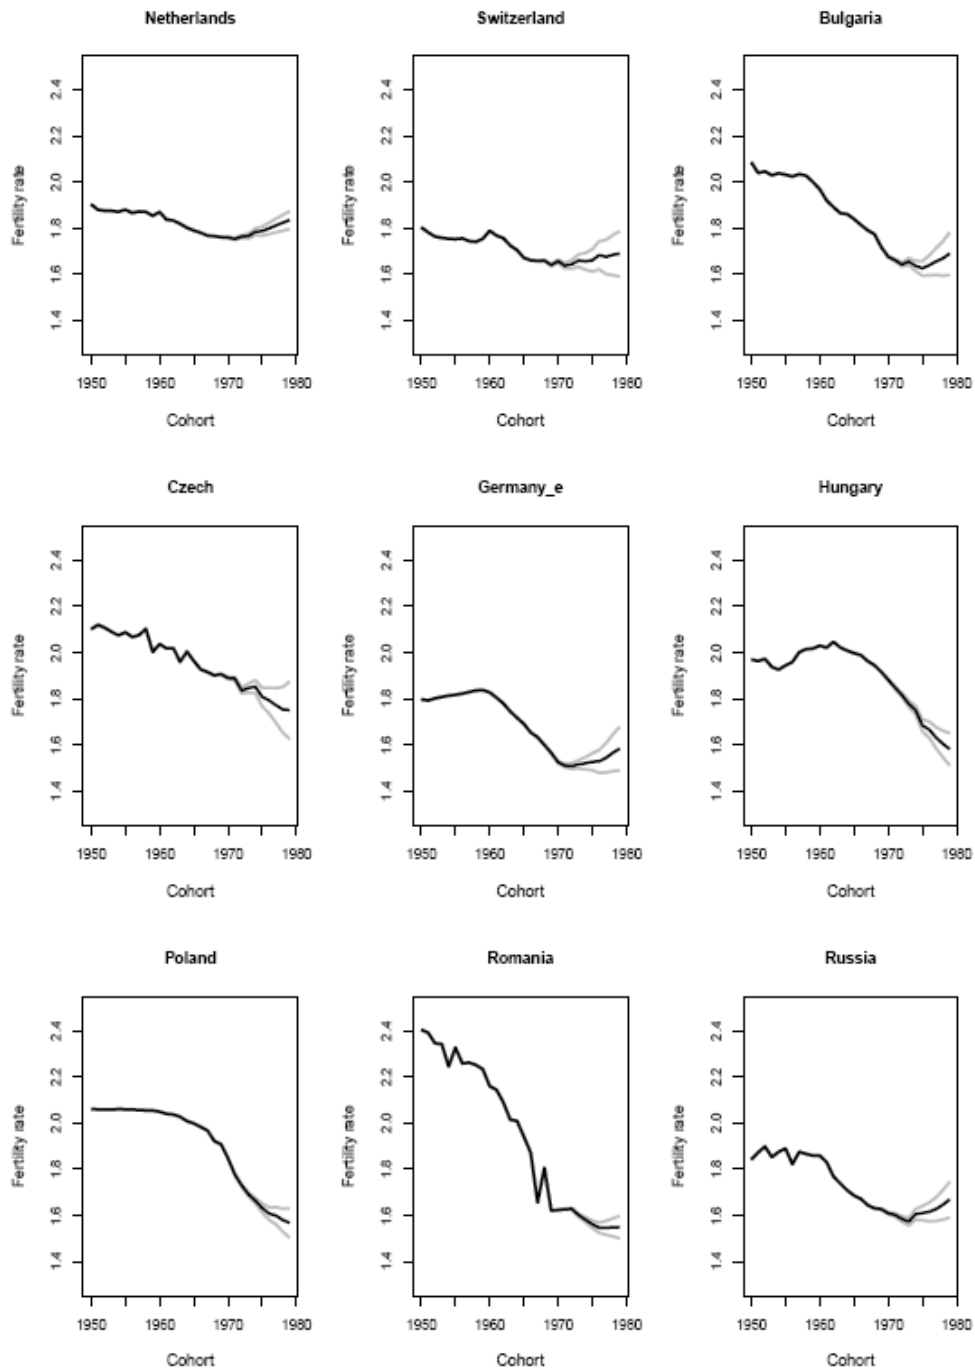 Netherlands
Switzerland
Bulgaria
Fertility rate
1.4 1.6 1.8 2.0 2.2 2.4
1950 1960 1970 1980
Cohort
Fertility rate
1.4 1.6 1.8 2.0 2.2 2.4
1950 1960 1970 1980
Cohort
Fertility rate
1.4 1.6 1.8 2.0 2.2 2.4
1950 1960 1970 1980
Cohort
Czech
Germany_e
Hungary
Fertility rate
1.4 1.6 1.8 2.0 2.2 2.4
1950 1960 1970 1980
Cohort
Fertility rate
1.4 1.6 1.8 2.0 2.2 2.4
1950 1960 1970 1980
Cohort
Fertility rate
1.4 1.6 1.8 2.0 2.2 2.4
1950 1960 1970 1980
Cohort
Poland
Romania
Russia
Fertility rate
1.4 1.6 1.8 2.0 2.2 2.4
1950 1960 1970 1980
Cohort
Fertility rate
1.4 1.6 1.8 2.0 2.2 2.4
1950 1960 1970 1980
Cohort
Fertility rate
1.4 1.6 1.8 2.0 2.2 2.4
1950 1960 1970 1980
Cohort